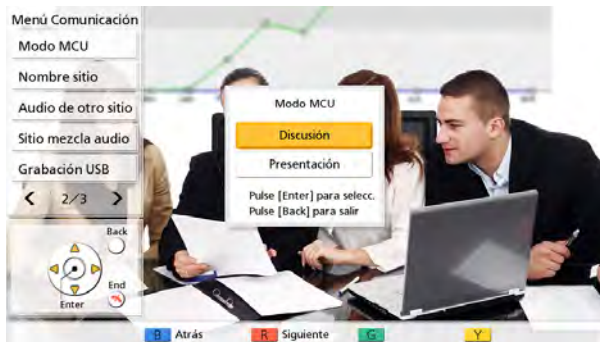 Menú Comunicación
Modo MCU
Nombre sitio
Audio de otro sitio
Sitio mezcla audio
Grabación USB
< 2/3 >
Back
End
Enter
Modo MCU
Discusión
Presentación
Pulse [Enter] para selecc.
Pulse [Back] para salir
B Atrás R Siguiente G Y